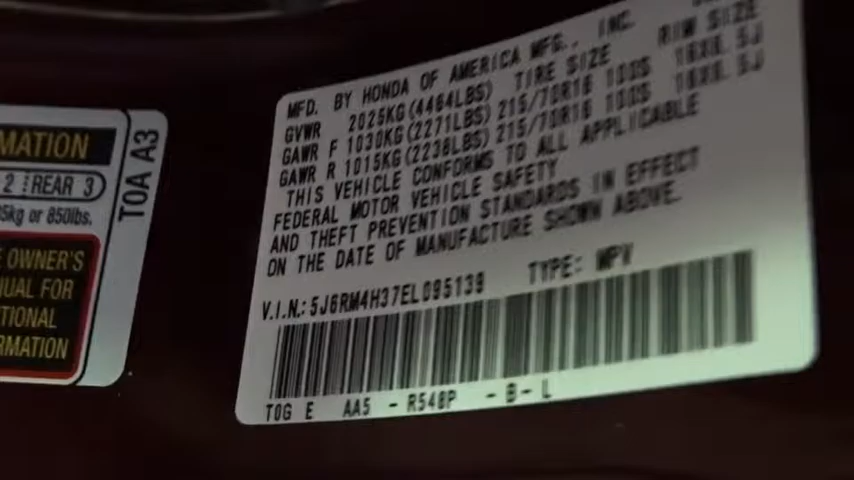 MATION
2 REAR 3
5kg or 850lbs.
OWNER'S
UAL FOR
TIONAL
RMATION
T0A A3
MFD. BY HONDA OF AMERICA MFG., INC.
TIRE SIZE RIM SIZE
GVWR 2025KG(4464LBS)
GAWR F 1030KG(2271LBS) 215/70R16 100S 16X6.5J
GAWR R 1015KG(2238LBS) 215/70R16 100S 16X6.5J
THIS VEHICLE CONFORMS TO ALL APPLICABLE
FEDERAL MOTOR VEHICLE SAFETY
AND THEFT PREVENTION STANDARDS IN EFFECT
ON THE DATE OF MANUFACTURE SHOWN ABOVE.
V.I.N.: 5J6RM4H37EL095139 TYPE: MPV
T0G E AA5 - R548P - B - L